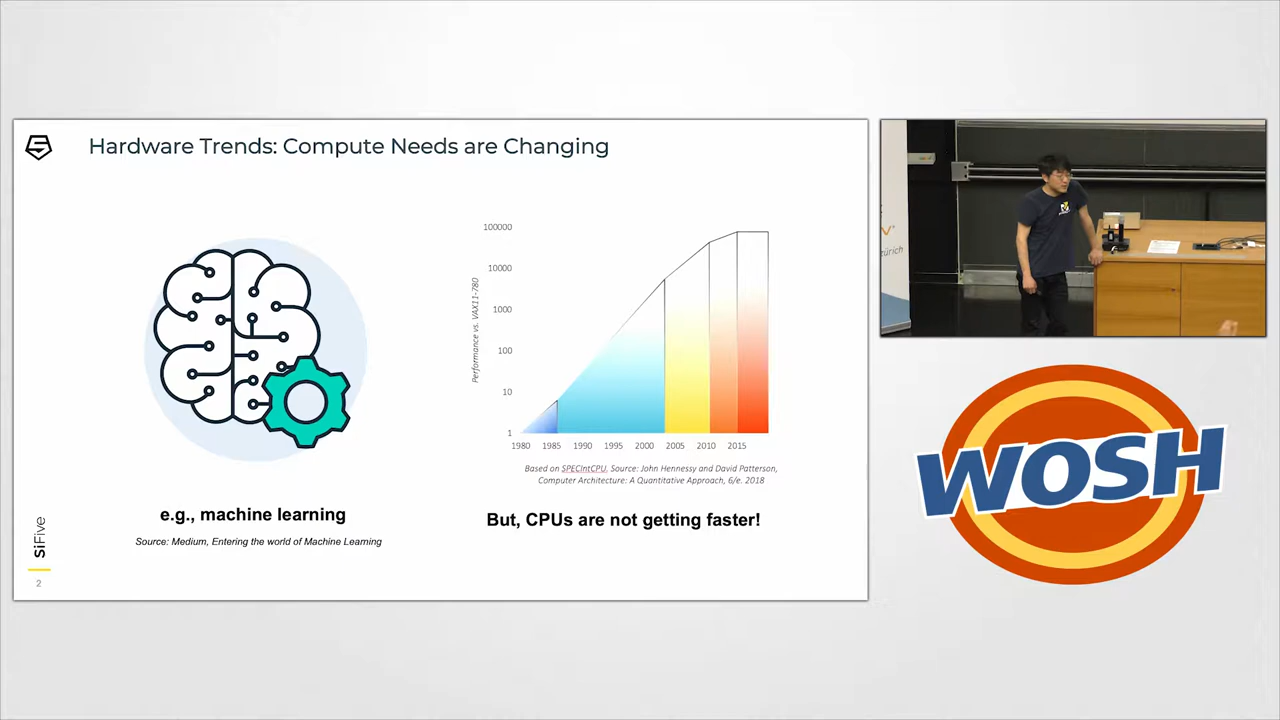 Hardware Trends: Compute Needs are Changing
100000
10000
1000
100
10
1
Performance vs. VAX11-780
1980 1985 1990 1995 2000 2005 2010 2015
Based on SPECIntCPU. Source: John Hennessy and David Patterson,
Computer Architecture: A Quantitative Approach, 6/e. 2018
e.g., machine learning
But, CPUs are not getting faster!
Source: Medium, Entering the world of Machine Learning
SiFive
2
V
zürich
WOSH